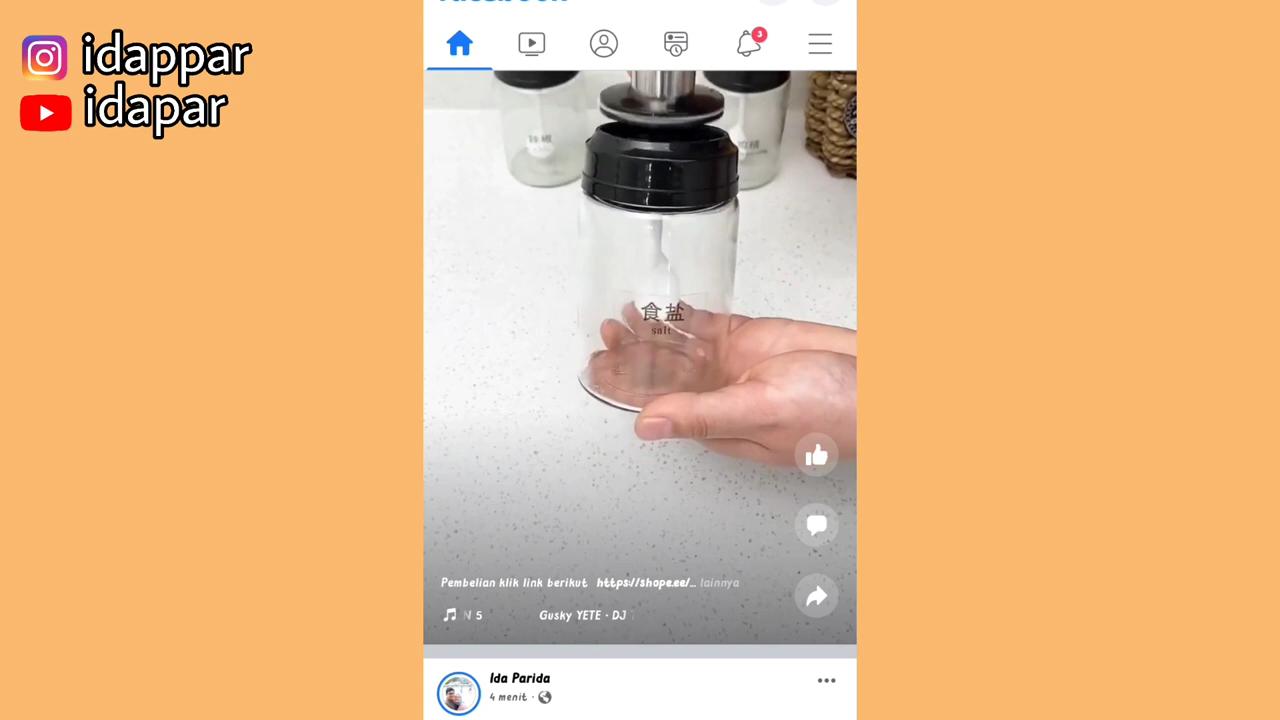 idappar
idapar
3
食盐
salt
Pembelian klik link berikut https://shope.ee/... lainnya
5 Gusky YETE · DJ
Ida Parida
4 menit ·